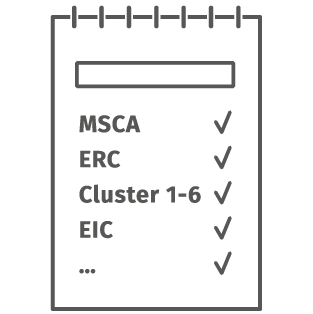 MSCA ✓
ERC ✓
Cluster 1-6 ✓
EIC ✓
... ✓